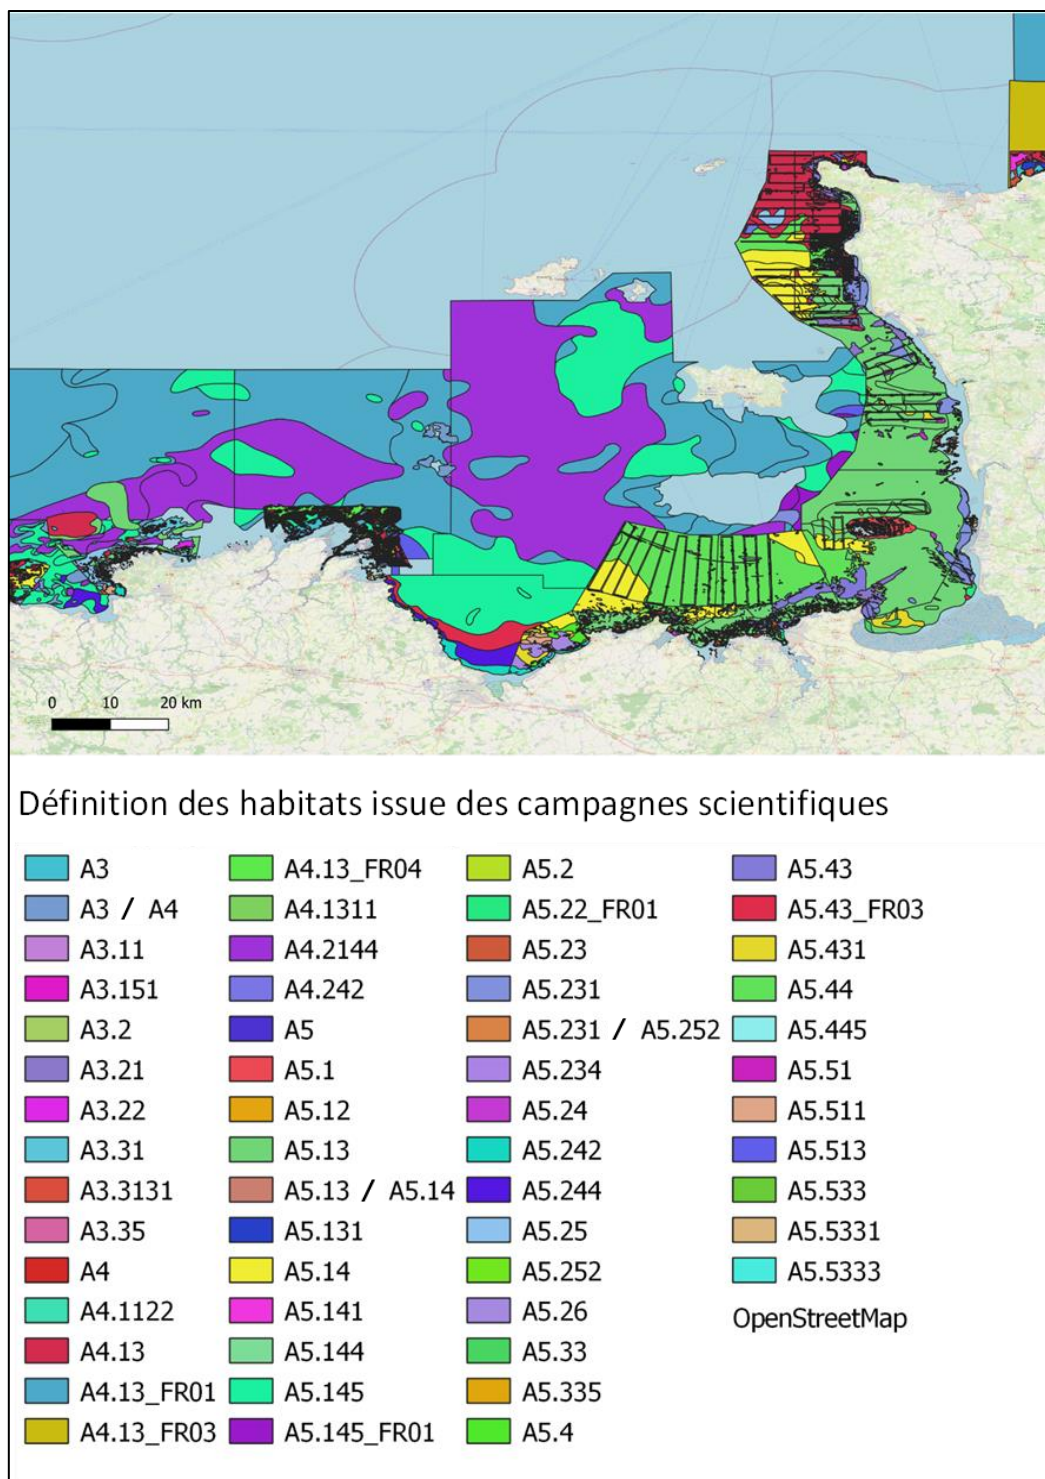 0 10 20 km
Définition des habitats issue des campagnes scientifiques
A3
A3 / A4
A3.11
A3.151
A3.2
A3.21
A3.22
A3.31
A3.3131
A3.35
A4
A4.1122
A4.13
A4.13_FR01
A4.13_FR03
A4.13_FR04
A4.1311
A4.2144
A4.242
A5
A5.1
A5.12
A5.13
A5.13 / A5.14
A5.131
A5.14
A5.141
A5.144
A5.145
A5.145_FR01
A5.2
A5.22_FR01
A5.23
A5.231
A5.231 / A5.252
A5.234
A5.24
A5.242
A5.244
A5.25
A5.252
A5.26
A5.33
A5.335
A5.4
A5.43
A5.43_FR03
A5.431
A5.44
A5.445
A5.51
A5.511
A5.513
A5.533
A5.5331
A5.5333
OpenStreetMap